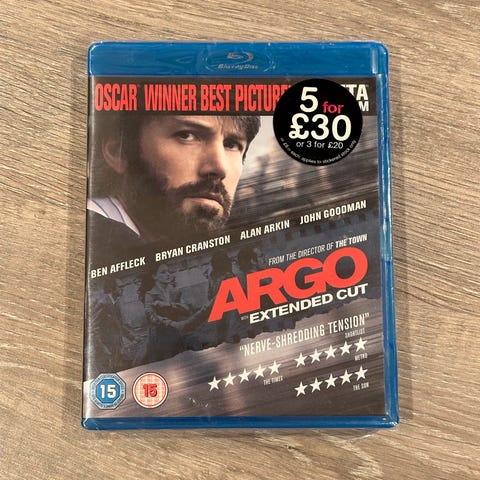 Blu-ray Disc
OSCAR WINNER BEST PICTURE
5 for
£30
or 3 for £20
BEN AFFLECK BRYAN CRANSTON ALAN ARKIN JOHN GOODMAN
FROM THE DIRECTOR OF THE TOWN
ARGO
WITH EXTENDED CUT
"NERVE-SHREDDING TENSION"
SHORTLIST
★★★★★
METRO
★★★★★
THE TIMES
★★★★★
THE SUN
15 15